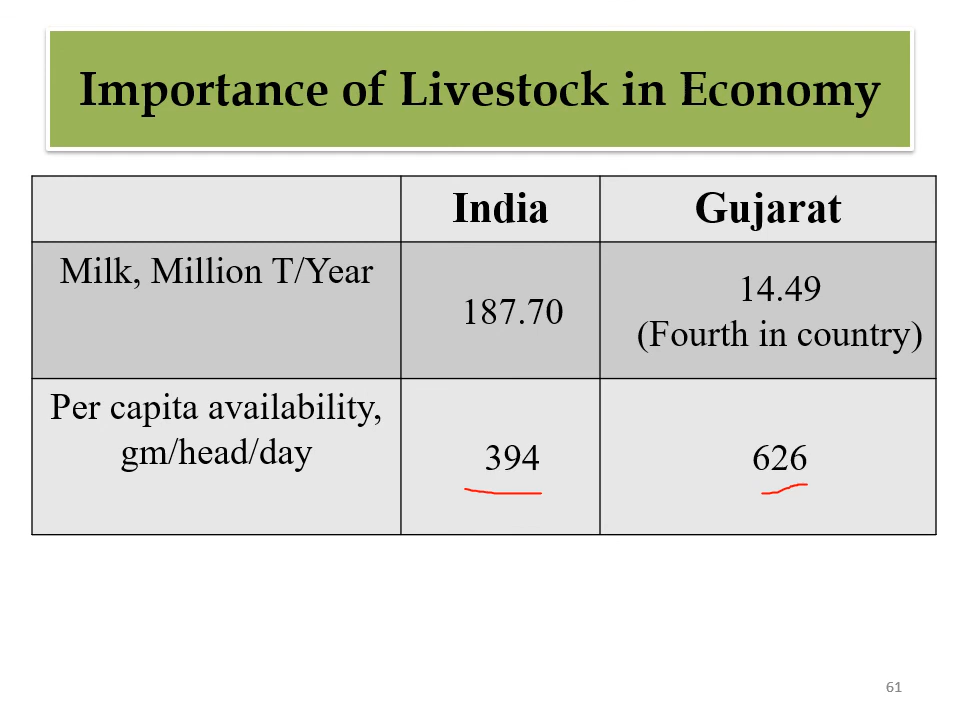 Importance of Livestock in Economy
India
Gujarat
Milk, Million T/Year
187.70
14.49
(Fourth in country)
Per capita availability,
gm/head/day
394
626
61